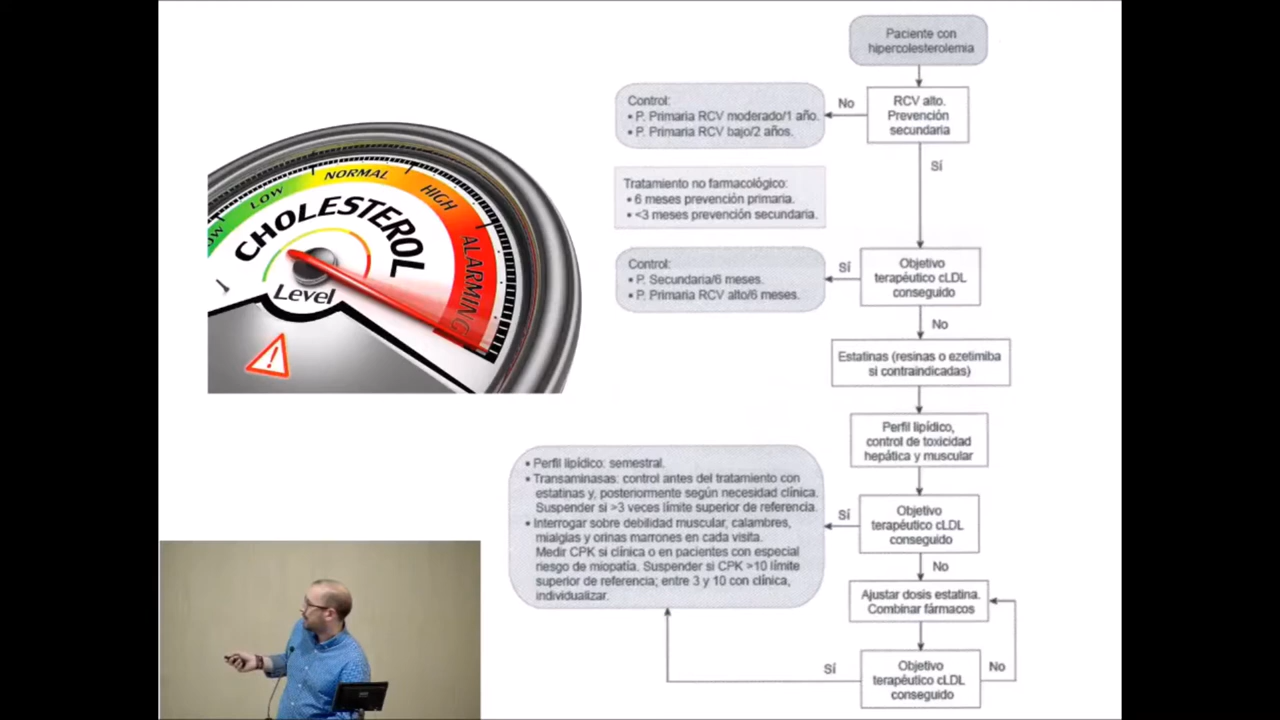 LOW
LOW
NORMAL
HIGH
ALARMING
CHOLESTEROL
Level
Paciente con
hipercolesterolemia
RCV alto.
Prevención
secundaria
No
Control:
• P. Primaria RCV moderado/1 año.
• P. Primaria RCV bajo/2 años.
Sí
Tratamiento no farmacológico:
• 6 meses prevención primaria.
• <3 meses prevención secundaria.
Objetivo
terapéutico cLDL
conseguido
Sí
Control:
• P. Secundaria/6 meses.
• P. Primaria RCV alto/6 meses.
No
Estatinas (resinas o ezetimiba
si contraindicadas)
Perfil lipídico,
control de toxicidad
hepática y muscular
Objetivo
terapéutico cLDL
conseguido
Sí
• Perfil lipídico: semestral.
• Transaminasas: control antes del tratamiento con
estatinas y, posteriormente según necesidad clínica.
Suspender si >3 veces límite superior de referencia.
• Interrogar sobre debilidad muscular, calambres,
mialgias y orinas marrones en cada visita.
Medir CPK si clínica o en pacientes con especial
riesgo de miopatía. Suspender si CPK >10 límite
superior de referencia; entre 3 y 10 con clínica,
individualizar.
No
Ajustar dosis estatina.
Combinar fármacos
Objetivo
terapéutico cLDL
conseguido
Sí
No